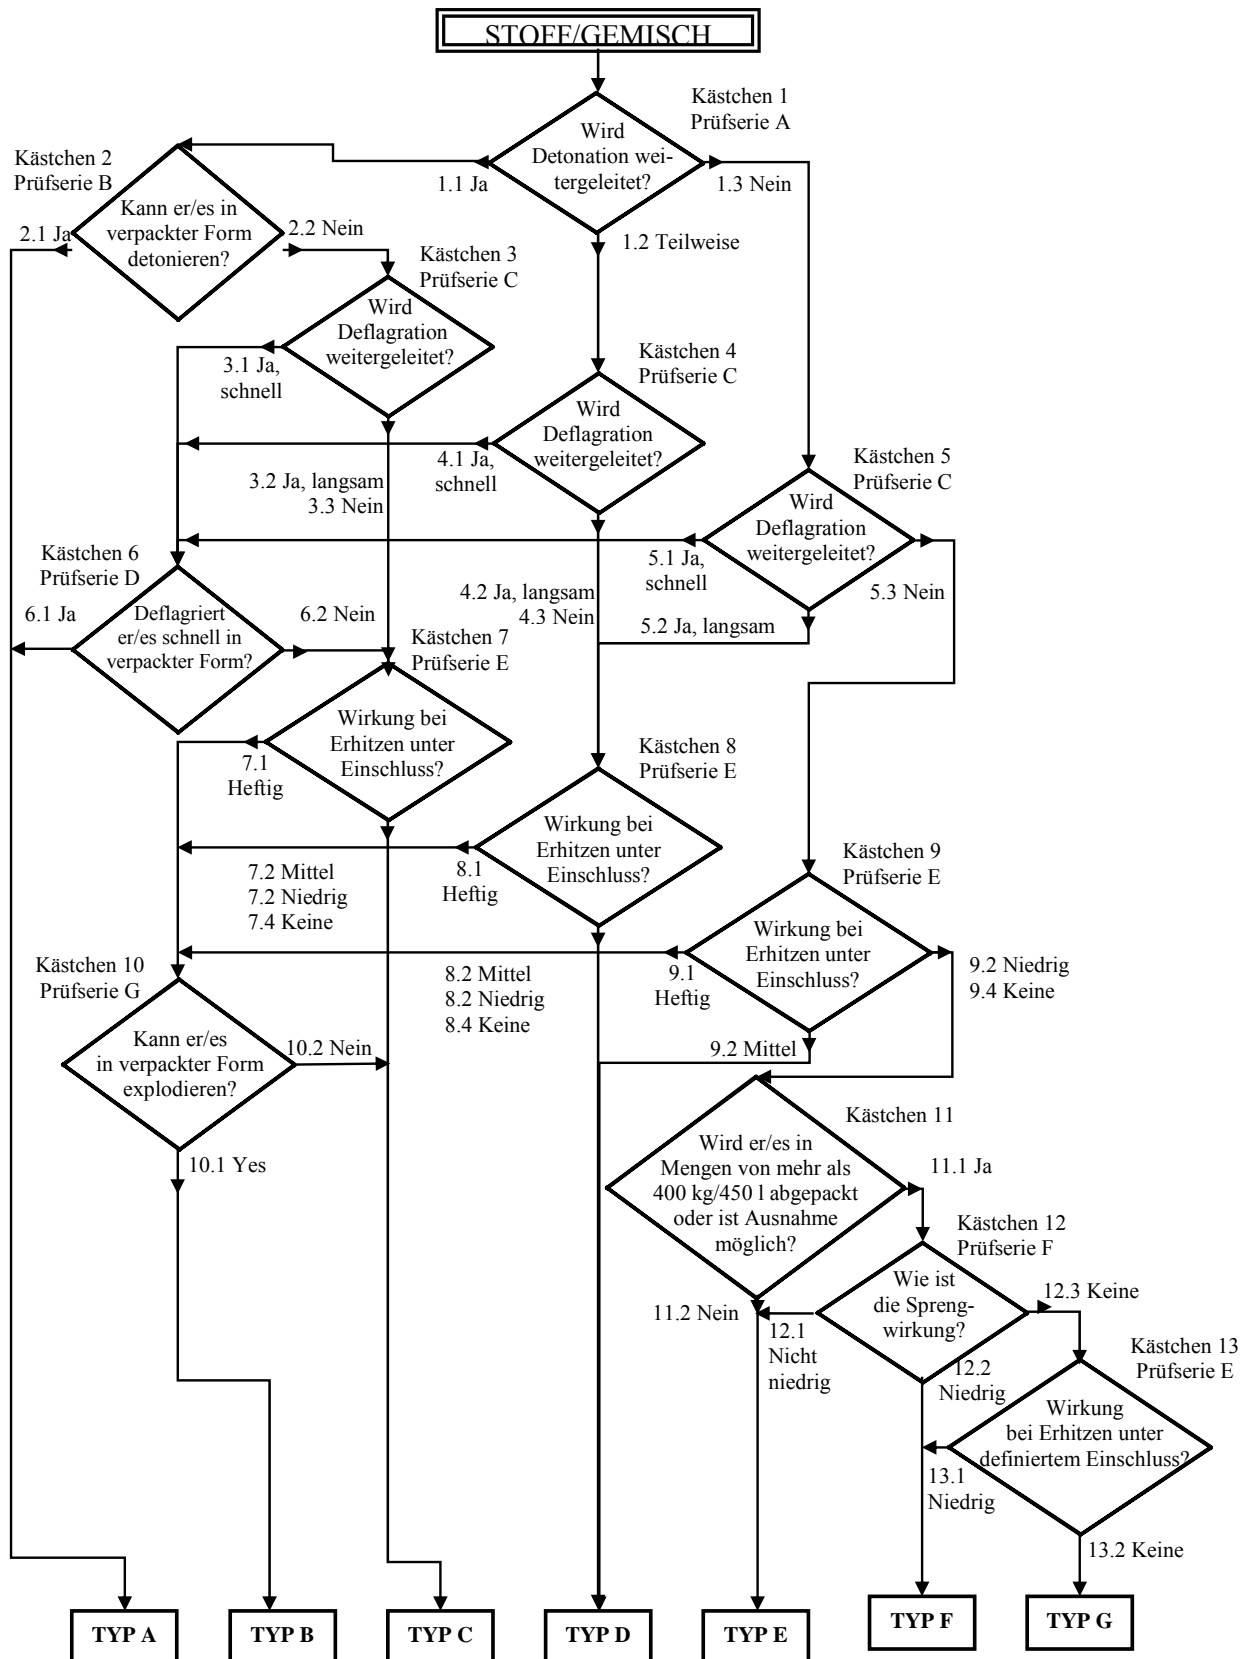 STOFF/GEMISCH
Kästchen 1
Prüfserie A
Wird
Detonation wei-
tergeleitet?
1.1 Ja
1.3 Nein
1.2 Teilweise
Kästchen 2
Prüfserie B
Kann er/es in
verpackter Form
detonieren?
2.1 Ja
2.2 Nein
Kästchen 3
Prüfserie C
Wird
Deflagration
weitergeleitet?
3.1 Ja,
schnell
3.2 Ja, langsam
3.3 Nein
Kästchen 4
Prüfserie C
Wird
Deflagration
weitergeleitet?
4.1 Ja,
schnell
4.2 Ja, langsam
4.3 Nein
Kästchen 5
Prüfserie C
Wird
Deflagration
weitergeleitet?
5.1 Ja,
schnell
5.3 Nein
5.2 Ja, langsam
Kästchen 6
Prüfserie D
Deflagriert
er/es schnell in
verpackter Form?
6.1 Ja
6.2 Nein
Kästchen 7
Prüfserie E
Wirkung bei
Erhitzen unter
Einschluss?
7.1
Heftig
7.2 Mittel
7.2 Niedrig
7.4 Keine
Kästchen 8
Prüfserie E
Wirkung bei
Erhitzen unter
Einschluss?
8.1
Heftig
8.2 Mittel
8.2 Niedrig
8.4 Keine
Kästchen 9
Prüfserie E
Wirkung bei
Erhitzen unter
Einschluss?
9.1
Heftig
9.2 Niedrig
9.4 Keine
9.2 Mittel
Kästchen 10
Prüfserie G
Kann er/es
in verpackter Form
explodieren?
10.2 Nein
10.1 Yes
Kästchen 11
Wird er/es in
Mengen von mehr als
400 kg/450 l abgepackt
oder ist Ausnahme
möglich?
11.1 Ja
11.2 Nein
Kästchen 12
Prüfserie F
Wie ist
die Spreng-
wirkung?
12.3 Keine
12.1
Nicht
niedrig
12.2
Niedrig
Kästchen 13
Prüfserie E
Wirkung
bei Erhitzen unter
definiertem Einschluss?
13.1
Niedrig
13.2 Keine
TYP A
TYP B
TYP C
TYP D
TYP E
TYP F
TYP G